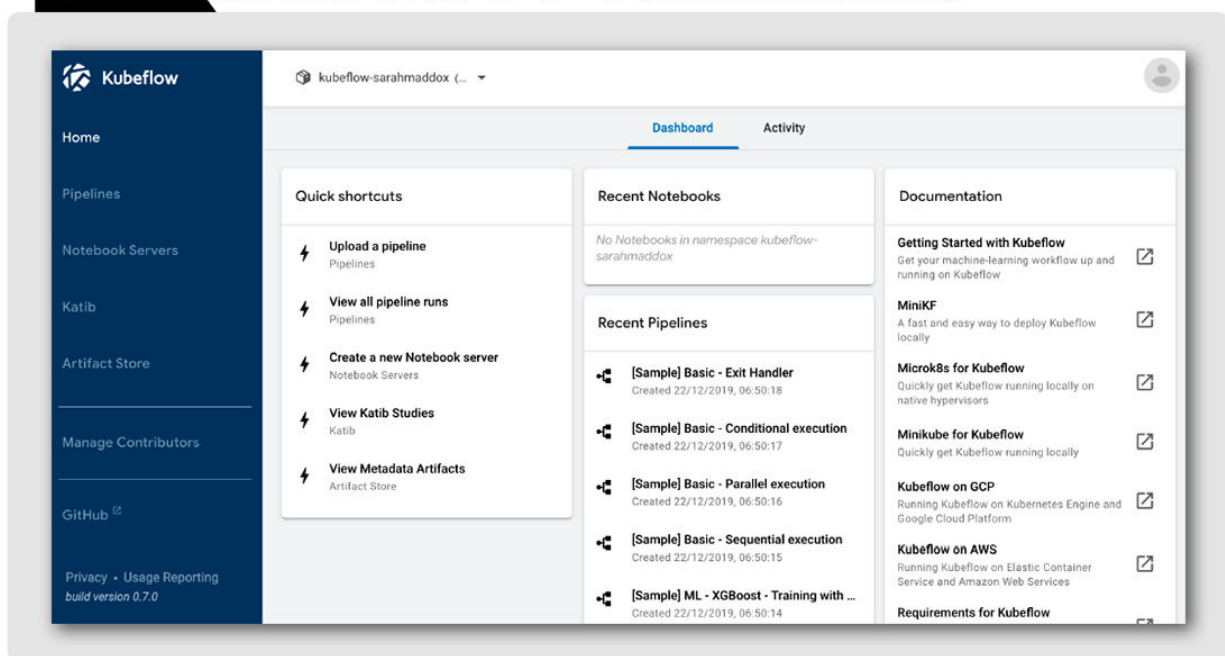 Kubeflow
kubeflow-sarahmaddox (...
Home
Pipelines
Notebook Servers
Katib
Artifact Store
Manage Contributors
GitHub
Privacy • Usage Reporting
build version 0.7.0
Dashboard
Activity
Quick shortcuts
Upload a pipeline
Pipelines
View all pipeline runs
Pipelines
Create a new Notebook server
Notebook Servers
View Katib Studies
Katib
View Metadata Artifacts
Artifact Store
Recent Notebooks
No Notebooks in namespace kubeflow-
sarahmaddox
Recent Pipelines
[Sample] Basic - Exit Handler
Created 22/12/2019, 06:50:18
[Sample] Basic - Conditional execution
Created 22/12/2019, 06:50:17
[Sample] Basic - Parallel execution
Created 22/12/2019, 06:50:16
[Sample] Basic - Sequential execution
Created 22/12/2019, 06:50:15
[Sample] ML - XGBoost - Training with ...
Created 22/12/2019, 06:50:14
Documentation
Getting Started with Kubeflow
Get your machine-learning workflow up and
running on Kubeflow
MiniKF
A fast and easy way to deploy Kubeflow
locally
Microk8s for Kubeflow
Quickly get Kubeflow running locally on
native hypervisors
Minikube for Kubeflow
Quickly get Kubeflow running locally
Kubeflow on GCP
Running Kubeflow on Kubernetes Engine and
Google Cloud Platform
Kubeflow on AWS
Running Kubeflow on Elastic Container
Service and Amazon Web Services
Requirements for Kubeflow